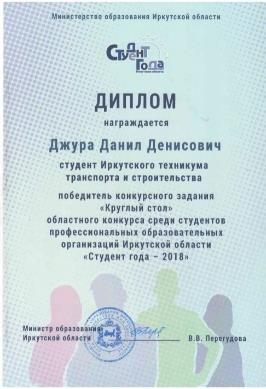 Министерство образования Иркутской области
СТУДЕНТ
ГОДА
ДИПЛОМ
награждается
Джура Данил Денисович
студент Иркутского техникума
транспорта и строительства
победитель конкурсного задания
«Круглый стол»
областного конкурса среди студентов
профессиональных образовательных
организаций Иркутской области
«Студент года – 2018»
Министр образования
Иркутской области
В.В. Перегудова